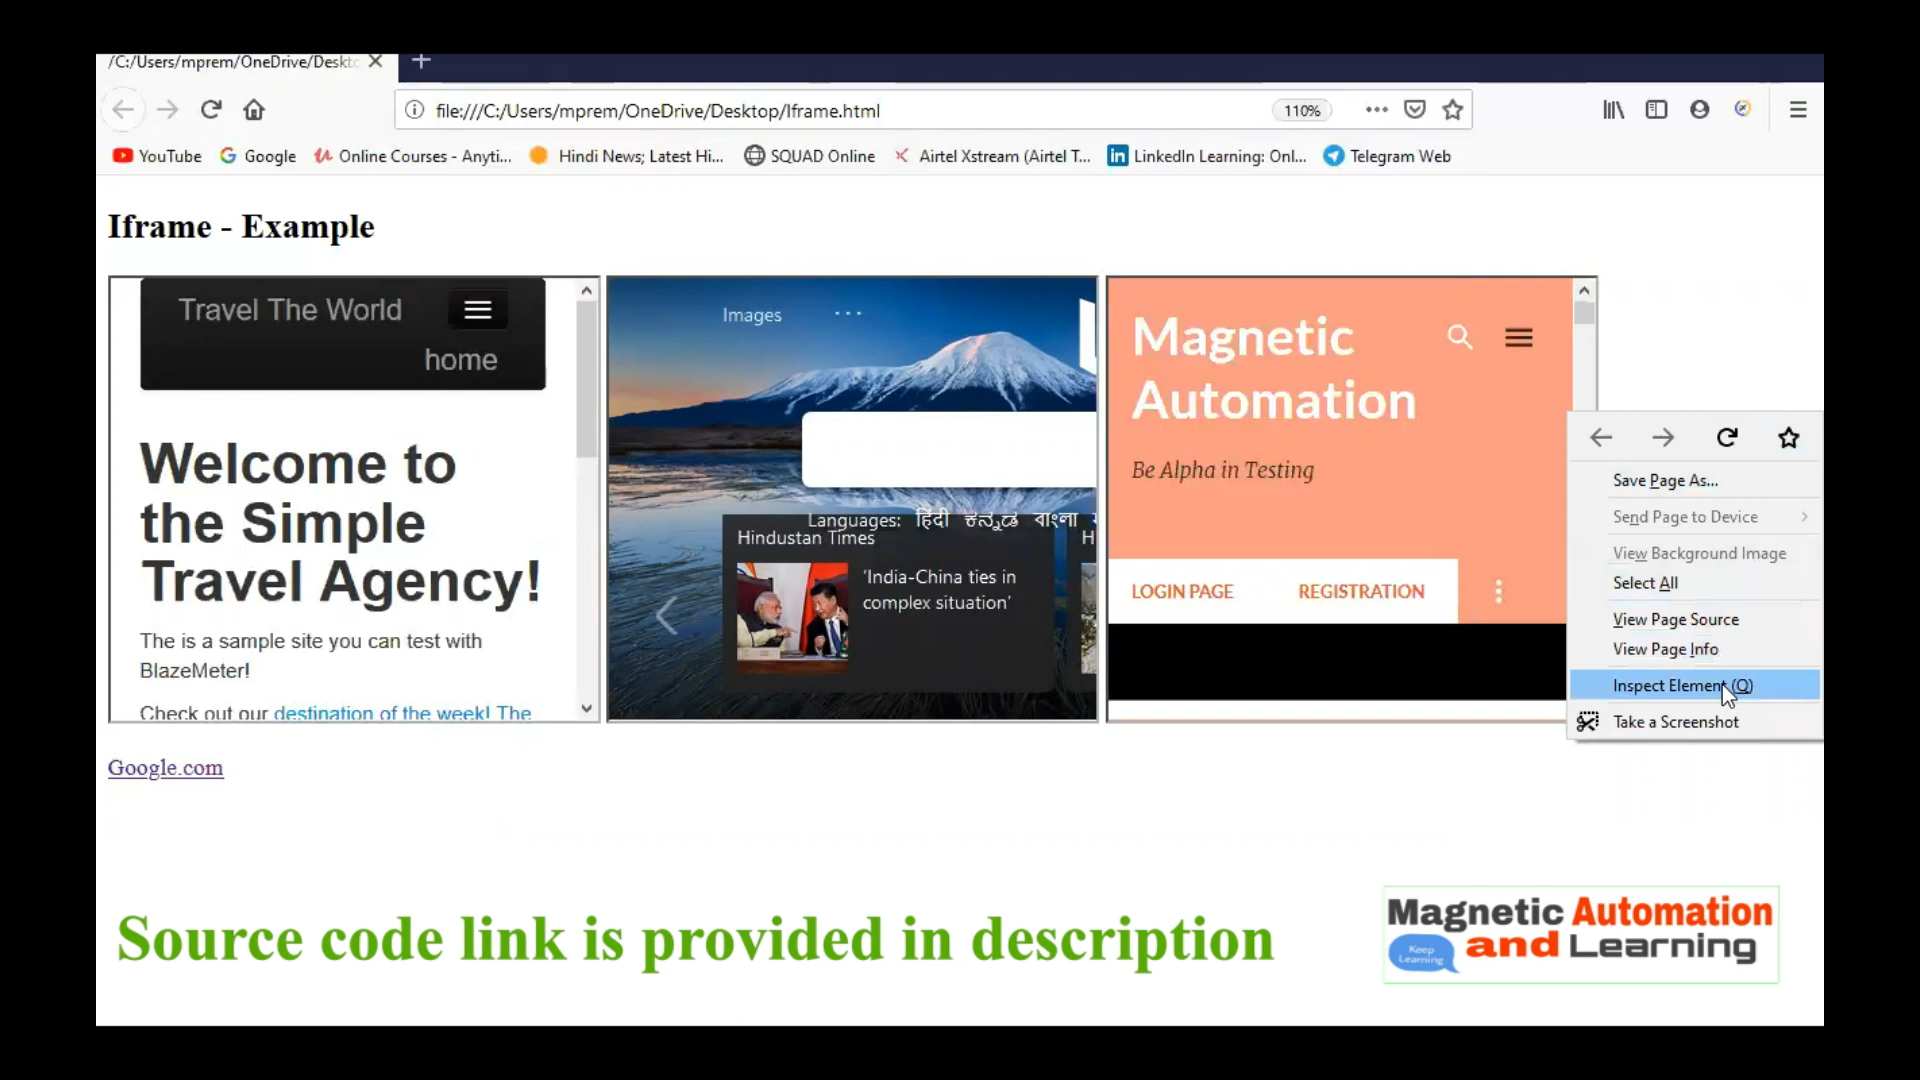 /C:/Users/mprem/OneDrive/Deskto
file:///C:/Users/mprem/OneDrive/Desktop/Iframe.html
110%
YouTube
Google
Online Courses - Anyti...
Hindi News; Latest Hi...
SQUAD Online
Airtel Xstream (Airtel T...
LinkedIn Learning: Onl...
Telegram Web
Iframe - Example
Travel The World
home
Welcome to
the Simple
Travel Agency!
The is a sample site you can test with
BlazeMeter!
Check out our destination of the week! The
Images
Languages: हिंदी ಕನ್ನಡ বাংলা
Hindustan Times
H
'India-China ties in
complex situation'
Magnetic
Automation
Be Alpha in Testing
LOGIN PAGE
REGISTRATION
Save Page As...
Send Page to Device
View Background Image
Select All
View Page Source
View Page Info
Inspect Element (Q)
Take a Screenshot
Google.com
Source code link is provided in description
Magnetic Automation
Keep
Learning
and Learning